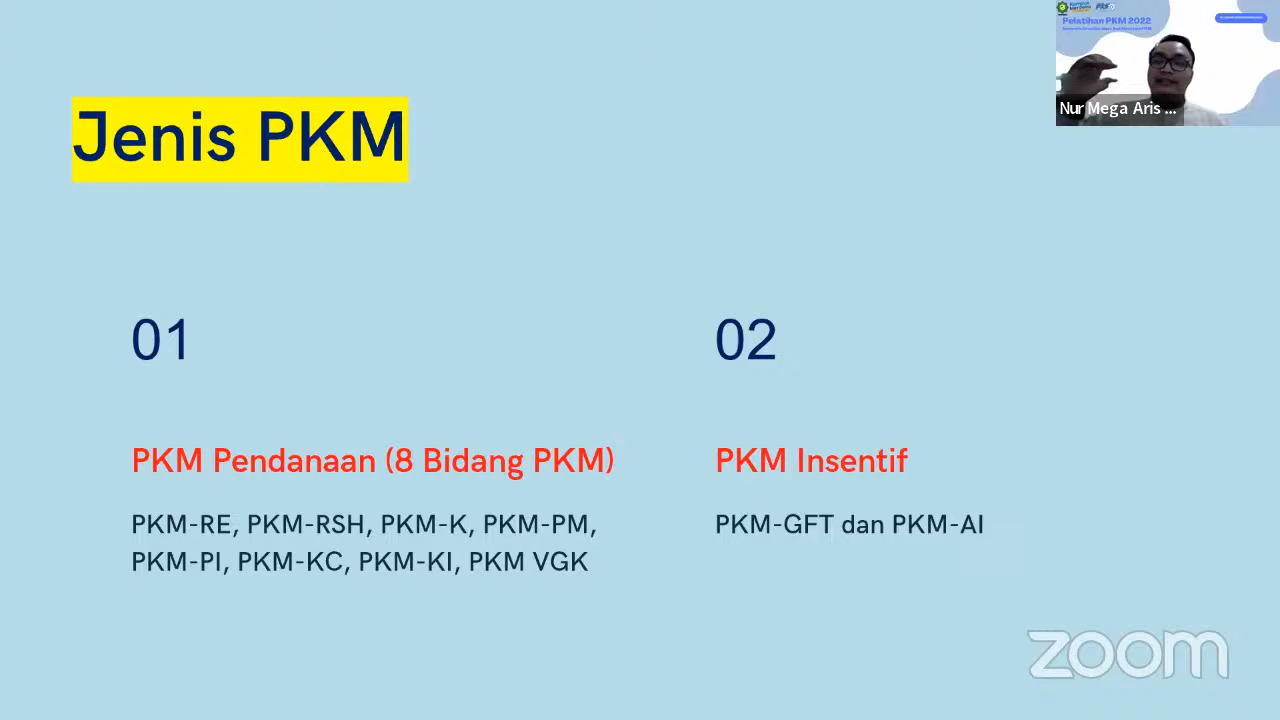 Pelatihan PKM 2022
Nur Mega Aris ...
Jenis PKM
01
02
PKM Pendanaan (8 Bidang PKM)
PKM Insentif
PKM-RE, PKM-RSH, PKM-K, PKM-PM,
PKM-PI, PKM-KC, PKM-KI, PKM VGK
PKM-GFT dan PKM-AI
zoom